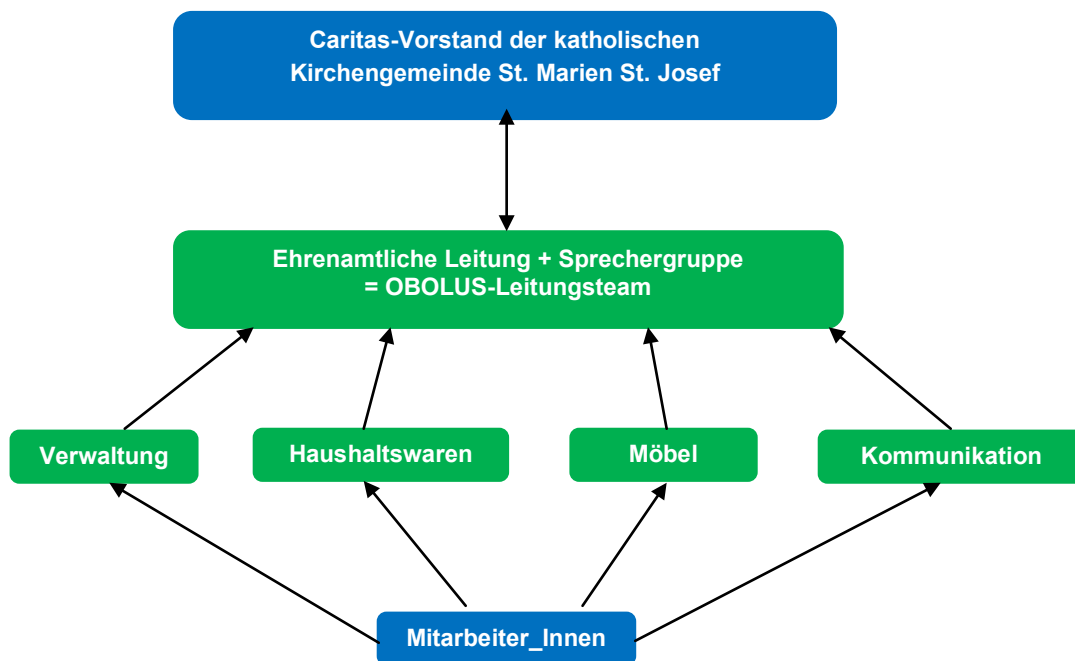 Caritas-Vorstand der katholischen
Kirchengemeinde St. Marien St. Josef
Ehrenamtliche Leitung + Sprechergruppe
= OBOLUS-Leitungsteam
Verwaltung
Haushaltswaren
Möbel
Kommunikation
Mitarbeiter_Innen